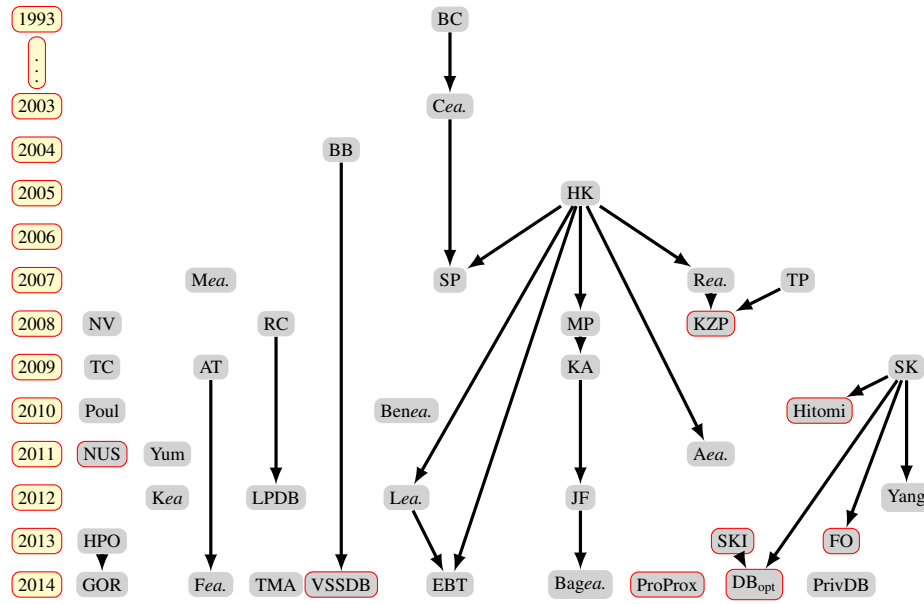 1993 BC
...
2003 Cea.
2004 BB
2005 HK
2006
2007 Mea. SP Rea. TP
2008 NV RC MP KZP
2009 TC AT KA SK
2010 Poul Benea. Hitomi
2011 NUS Yum Aea.
2012 Kea LPDB Lea. JF Yang
2013 HPO SKI FO
2014 GOR Fea. TMA VSSDB EBT Bagea. ProProx DBopt PrivDB